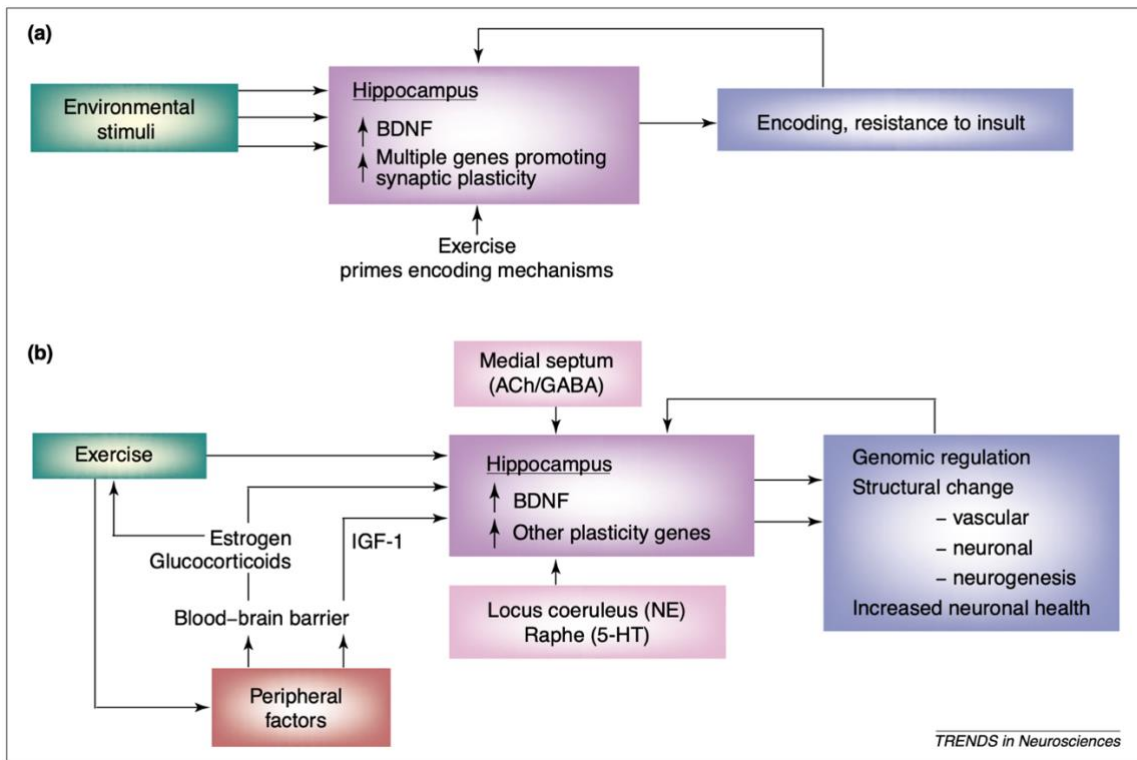 (a)
Environmental
stimuli
Hippocampus
BDNF
Multiple genes promoting
synaptic plasticity
Encoding, resistance to insult
Exercise
primes encoding mechanisms
(b)
Medial septum
(ACh/GABA)
Exercise
Hippocampus
BDNF
Other plasticity genes
Genomic regulation
Structural change
– vascular
– neuronal
– neurogenesis
Increased neuronal health
Estrogen
Glucocorticoids
IGF-1
Blood–brain barrier
Locus coeruleus (NE)
Raphe (5-HT)
Peripheral
factors
TRENDS in Neurosciences